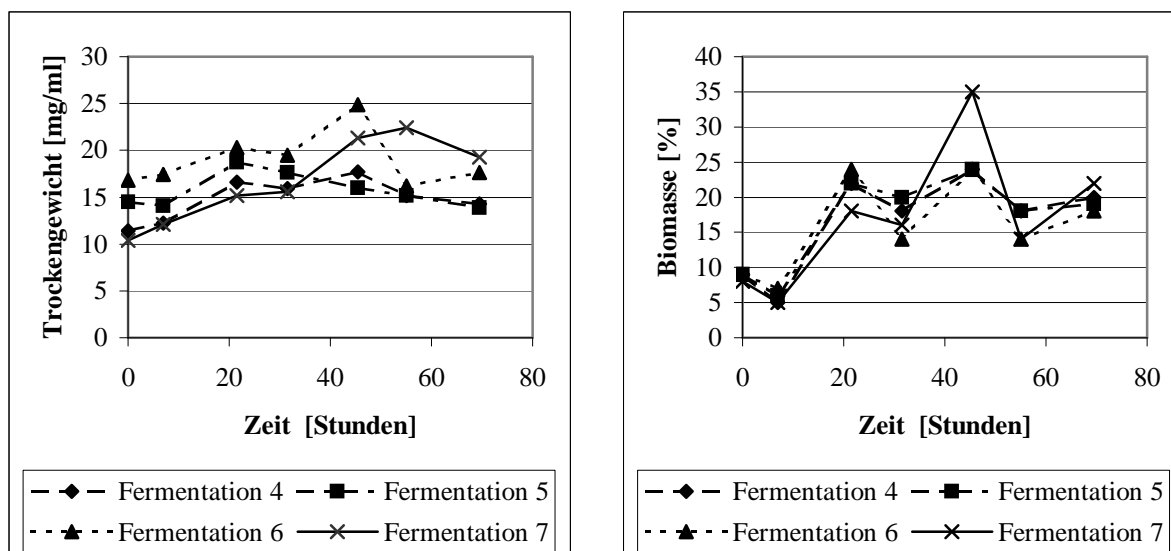 30
25
20
15
10
5
0
Trockengewicht [mg/ml]
0 20 40 60 80
Zeit [Stunden]
Fermentation 4 Fermentation 5
Fermentation 6 Fermentation 7
40
35
30
25
20
15
10
5
0
Biomasse [%]
0 20 40 60 80
Zeit [Stunden]
Fermentation 4 Fermentation 5
Fermentation 6 Fermentation 7